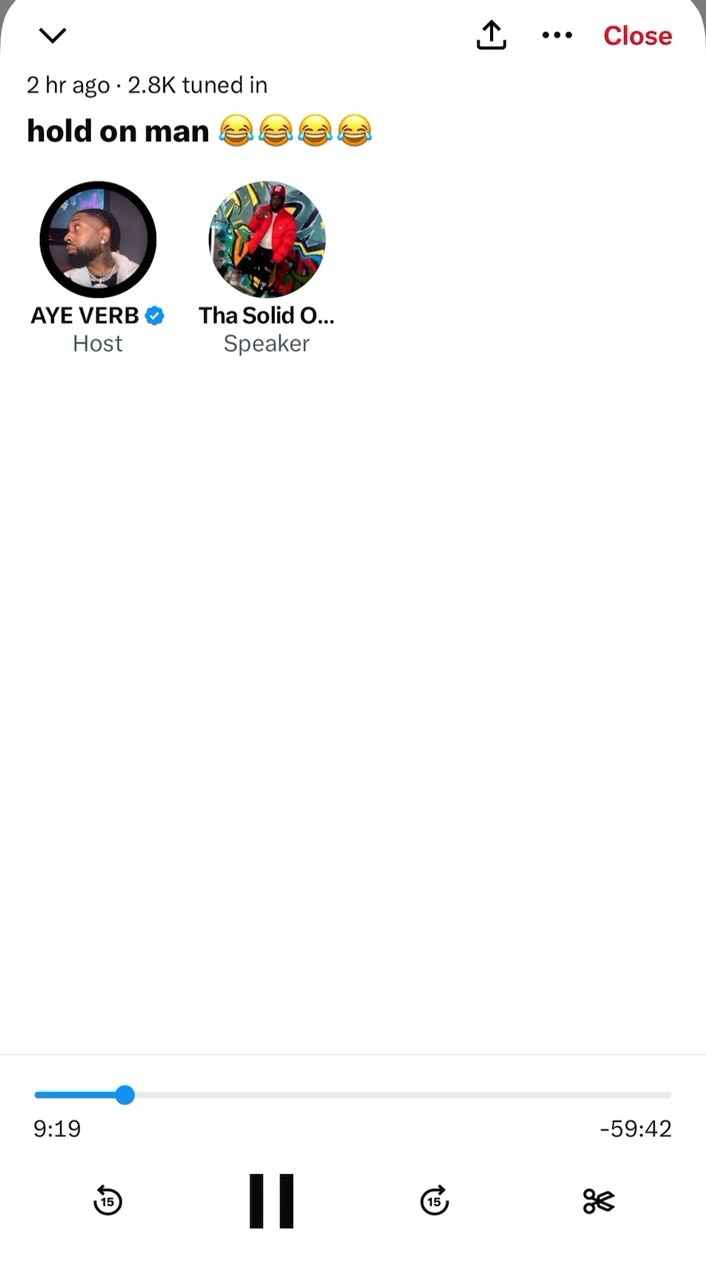 Close
2 hr ago · 2.8K tuned in
hold on man 😂😂😂😂
AYE VERB
Tha Solid O...
Host
Speaker
9:19
-59:42
15
15